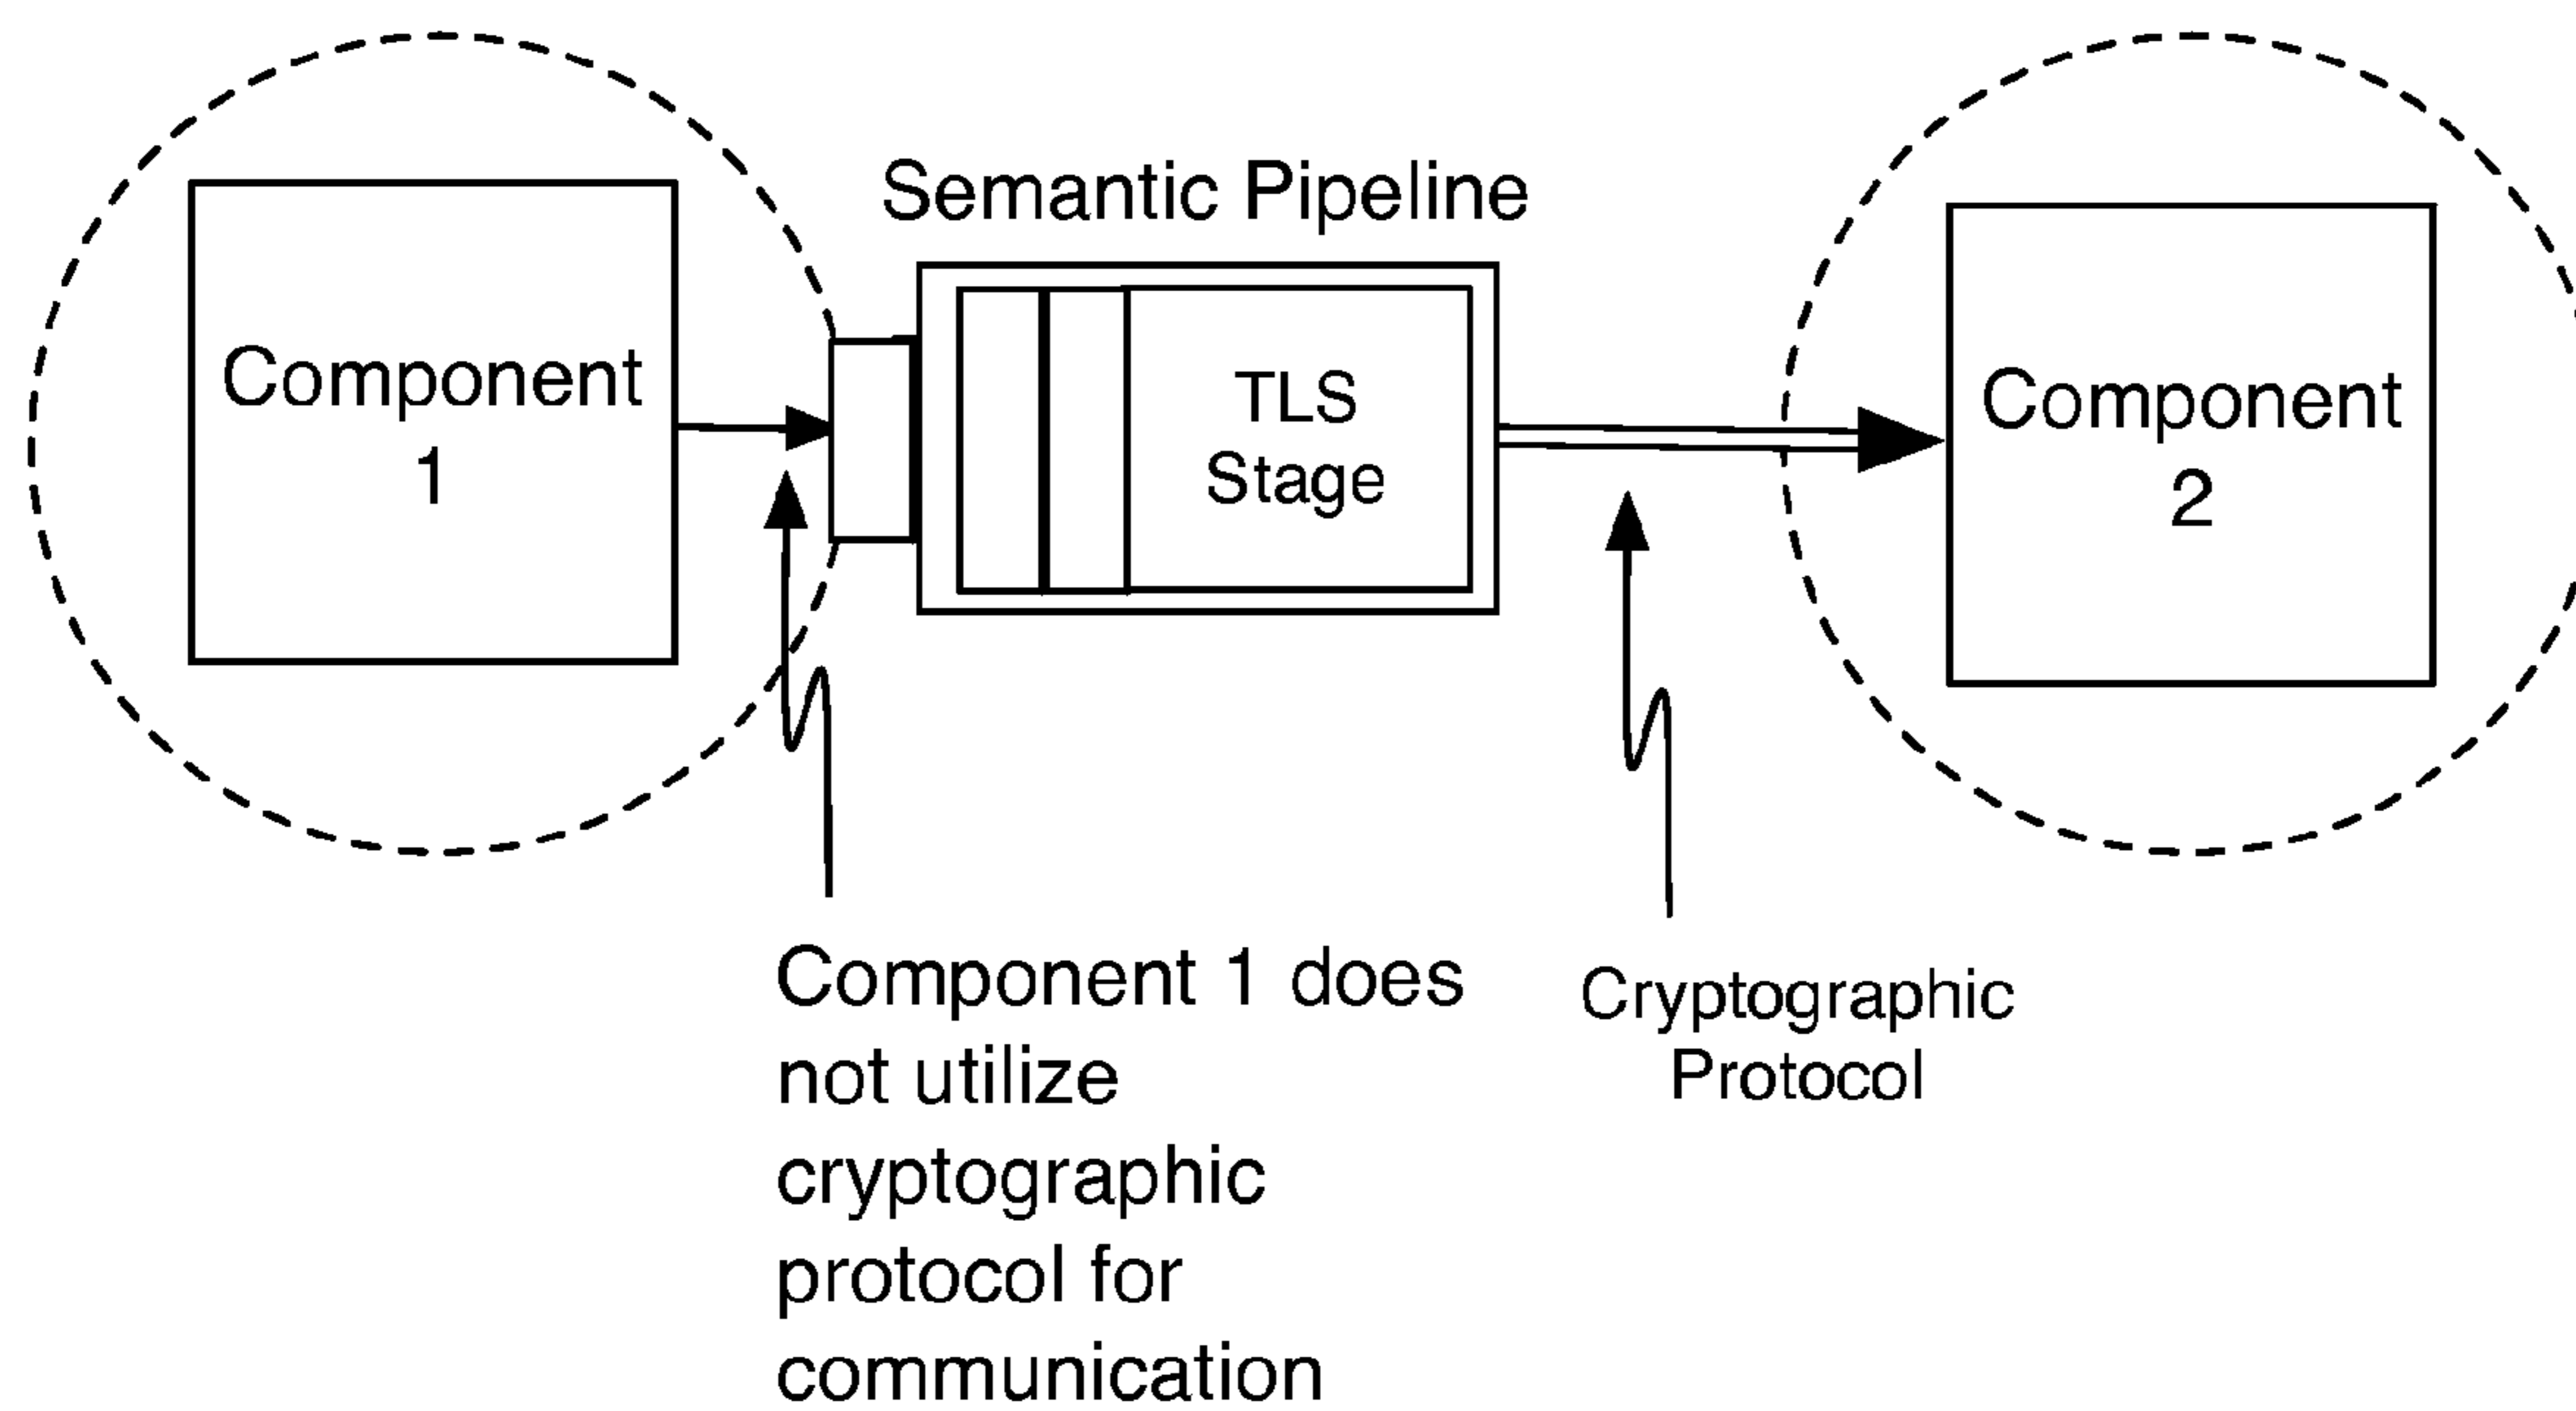 Semantic Pipeline
Component
1
TLS
Stage
Component
2
Component 1 does
not utilize
cryptographic
protocol for
communication
Cryptographic
Protocol